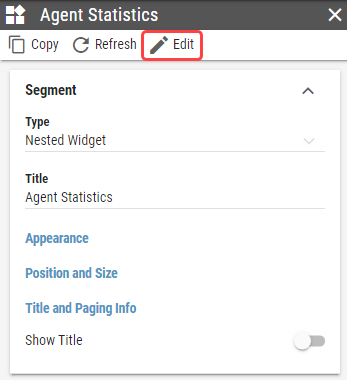 Agent Statistics
Copy Refresh Edit
Segment
Type
Nested Widget
Title
Agent Statistics
Appearance
Position and Size
Title and Paging Info
Show Title